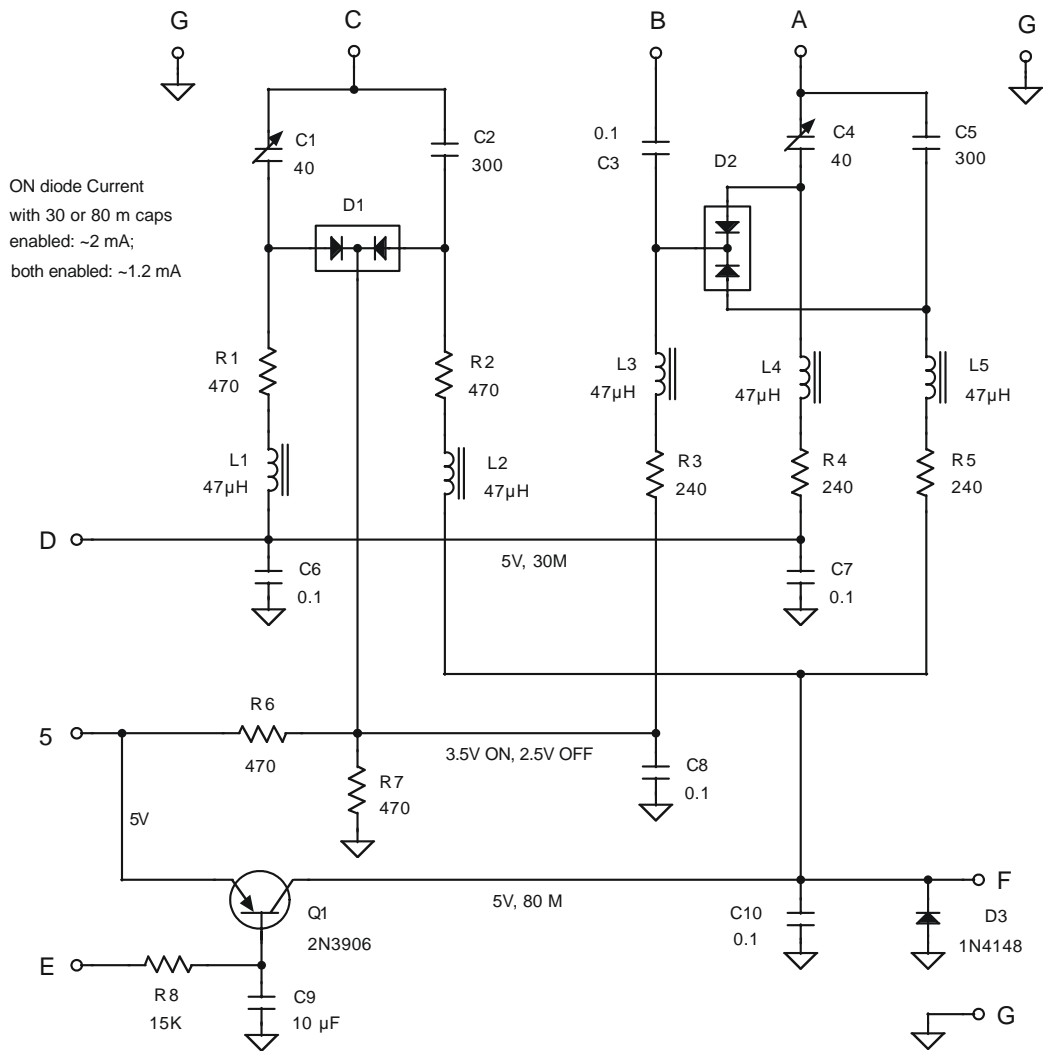 G
C
B
A
G
C1
40
C2
300
0.1
C3
C4
40
C5
300
D2
ON diode Current
with 30 or 80 m caps
enabled: ~2 mA;
both enabled: ~1.2 mA
D1
R1
470
R2
470
L3
47µH
L4
47µH
L5
47µH
L1
47µH
L2
47µH
R3
240
R4
240
R5
240
D
5V, 30M
C6
0.1
C7
0.1
5
R6
470
3.5V ON, 2.5V OFF
R7
470
C8
0.1
5V
Q1
2N3906
5V, 80 M
F
C10
0.1
D3
1N4148
E
R8
15K
C9
10 µF
G